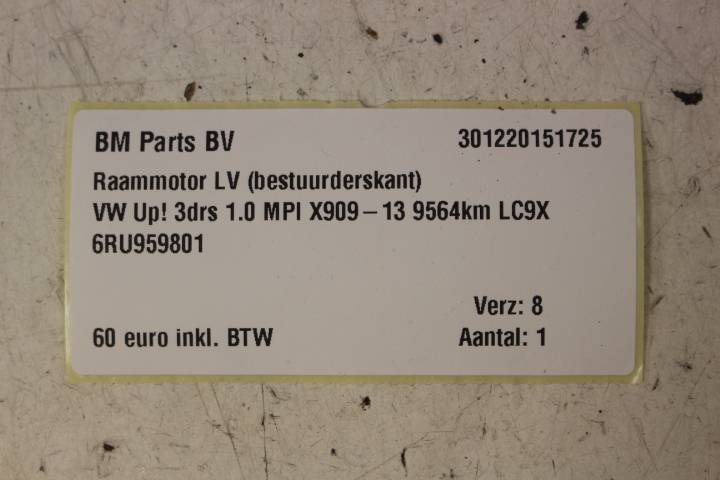 BM Parts BV 301220151725
Raammotor LV (bestuurderskant)
VW Up! 3drs 1.0 MPI X909 – 13 9564km LC9X
6RU959801
Verz: 8
60 euro inkl. BTW Aantal: 1